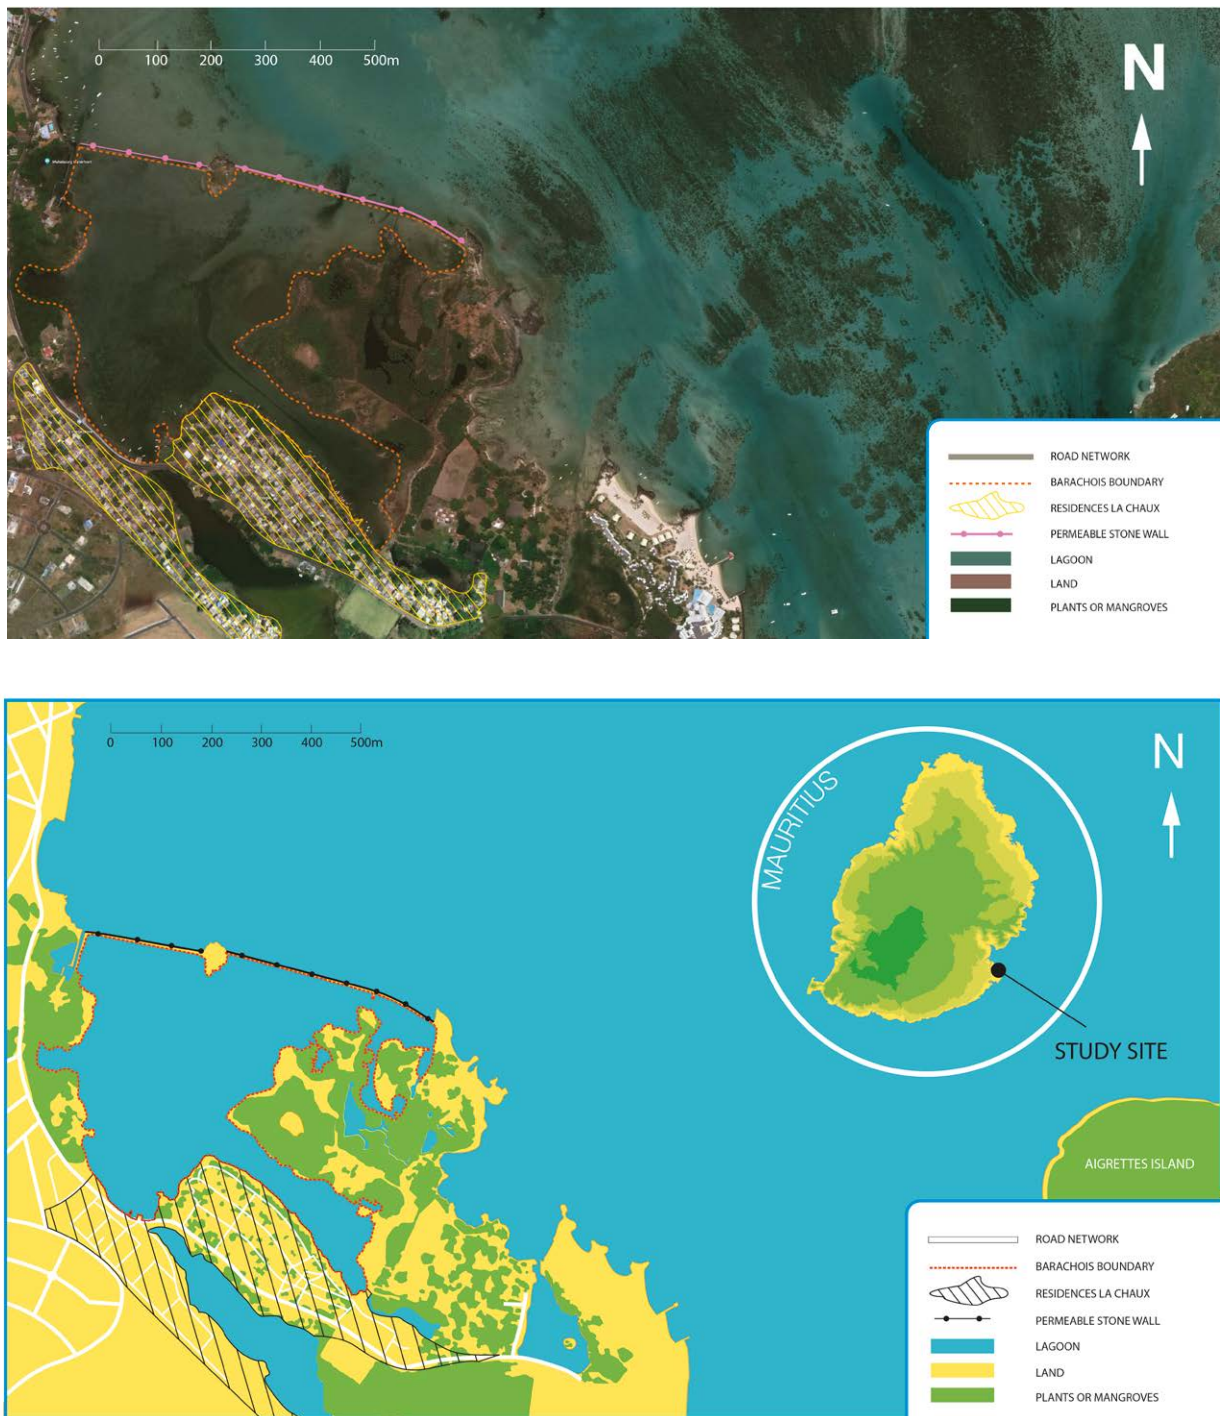 0 100 200 300 400 500m
N
ROAD NETWORK
BARACHOIS BOUNDARY
RESIDENCES LA CHAUX
PERMEABLE STONE WALL
LAGOON
LAND
PLANTS OR MANGROVES
0 100 200 300 400 500m
MAURITIUS
N
STUDY SITE
AIGRETTES ISLAND
ROAD NETWORK
BARACHOIS BOUNDARY
RESIDENCES LA CHAUX
PERMEABLE STONE WALL
LAGOON
LAND
PLANTS OR MANGROVES